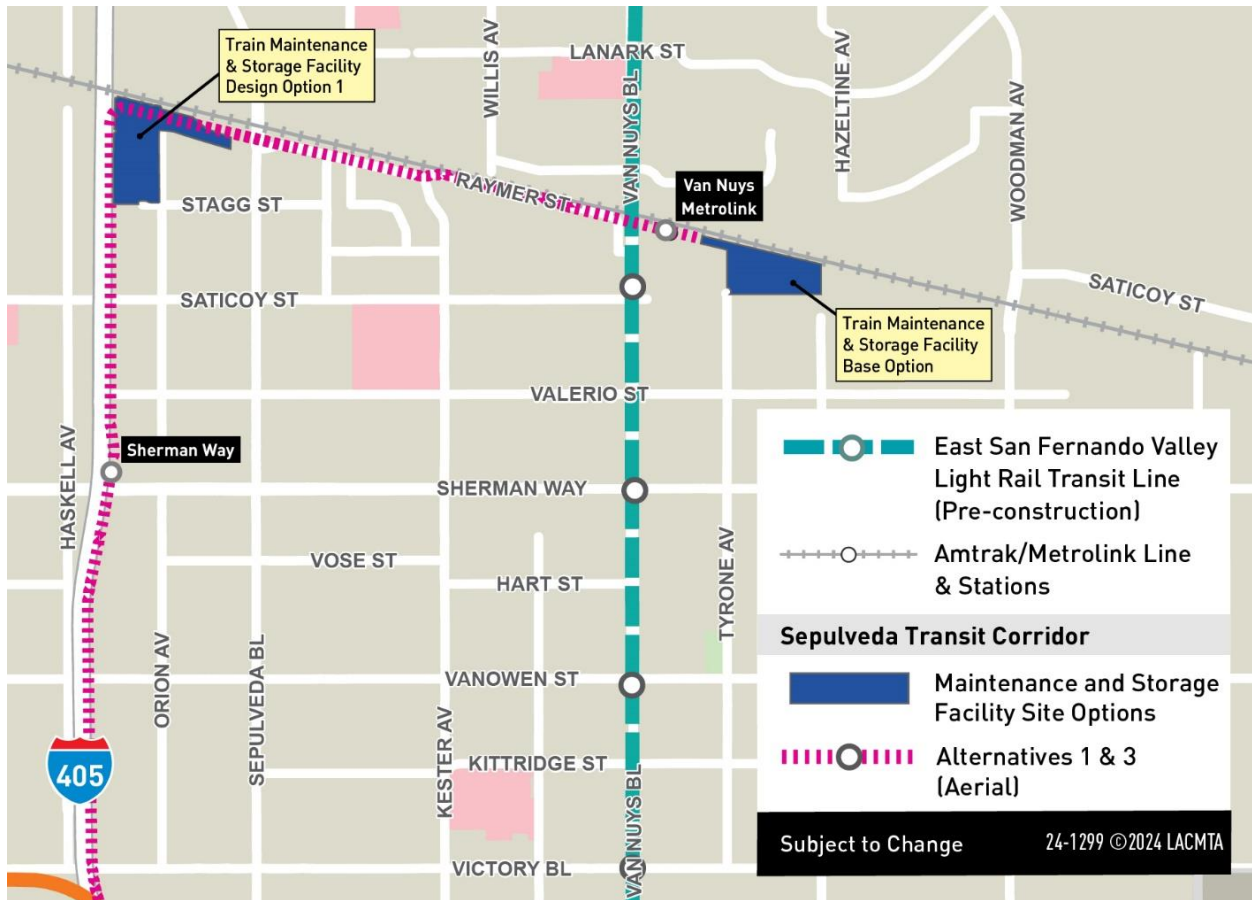 Train Maintenance
& Storage Facility
Design Option 1
LANARK ST
WILLIS AV
VAN NUYS BL
HAZELTINE AV
WOODMAN AV
RAYMER ST
Van Nuys
Metrolink
STAGG ST
SATICOY ST
SATICOY ST
Train Maintenance
& Storage Facility
Base Option
VALERIO ST
HASKELL AV
Sherman Way
SHERMAN WAY
VOSE ST
HART ST
TYRONE AV
ORION AV
SEPULVEDA BL
VANOWEN ST
KESTER AV
KITTRIDGE ST
VAN NUYS BL
405
VICTORY BL
East San Fernando Valley
Light Rail Transit Line
(Pre-construction)
Amtrak/Metrolink Line
& Stations
Sepulveda Transit Corridor
Maintenance and Storage
Facility Site Options
Alternatives 1 & 3
(Aerial)
Subject to Change
24-1299 ©2024 LACMTA